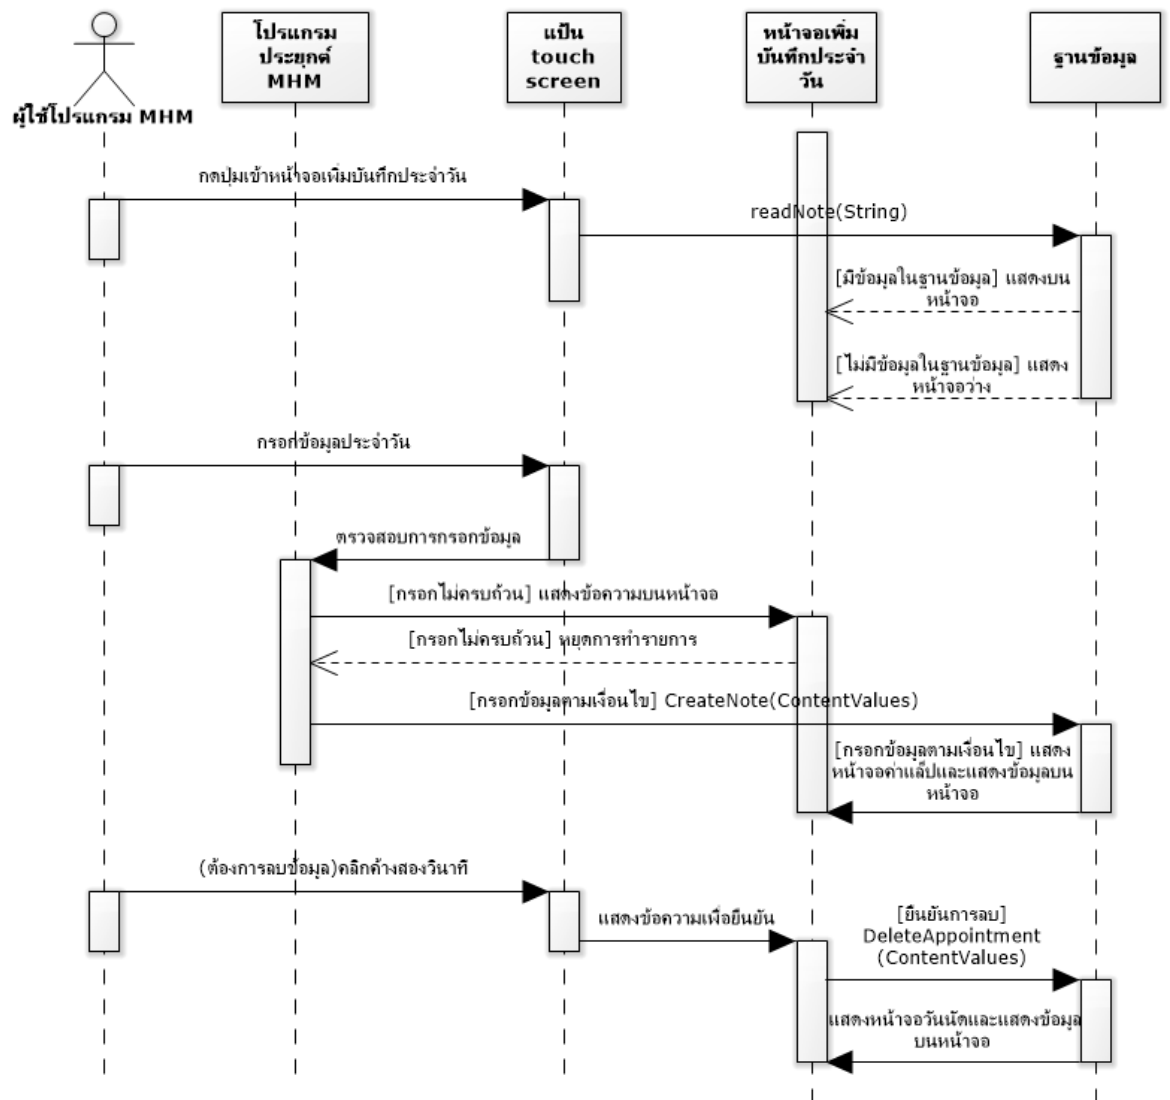 โปรแกรม
ประยุกต์
MHM
แป้น
touch
screen
หน้าจอเพิ่ม
บันทึกประจำ
วัน
ฐานข้อมูล
ผู้ใช้โปรแกรม MHM
กดปุ่มเข้าหน้าจอเพิ่มบันทึกประจำวัน
readNote(String)
[มีข้อมูลในฐานข้อมูล] แสดงบน
หน้าจอ
[ไม่มีข้อมูลในฐานข้อมูล] แสดง
หน้าจอว่าง
กรอกข้อมูลประจำวัน
ตรวจสอบการกรอกข้อมูล
[กรอกไม่ครบถ้วน] แสดงข้อความบนหน้าจอ
[กรอกไม่ครบถ้วน] หยุดการทำรายการ
[กรอกข้อมูลตามเงื่อนไข] CreateNote(ContentValues)
[กรอกข้อมูลตามเงื่อนไข] แสดง
หน้าจอค่าแล็ปและแสดงข้อมูลบน
หน้าจอ
(ต้องการลบข้อมูล)คลิกค้างสองวินาที
แสดงข้อความเพื่อยืนยัน
[ยืนยันการลบ]
DeleteAppointment
(ContentValues)
แสดงหน้าจอวันนัดและแสดงข้อมูล
บนหน้าจอ